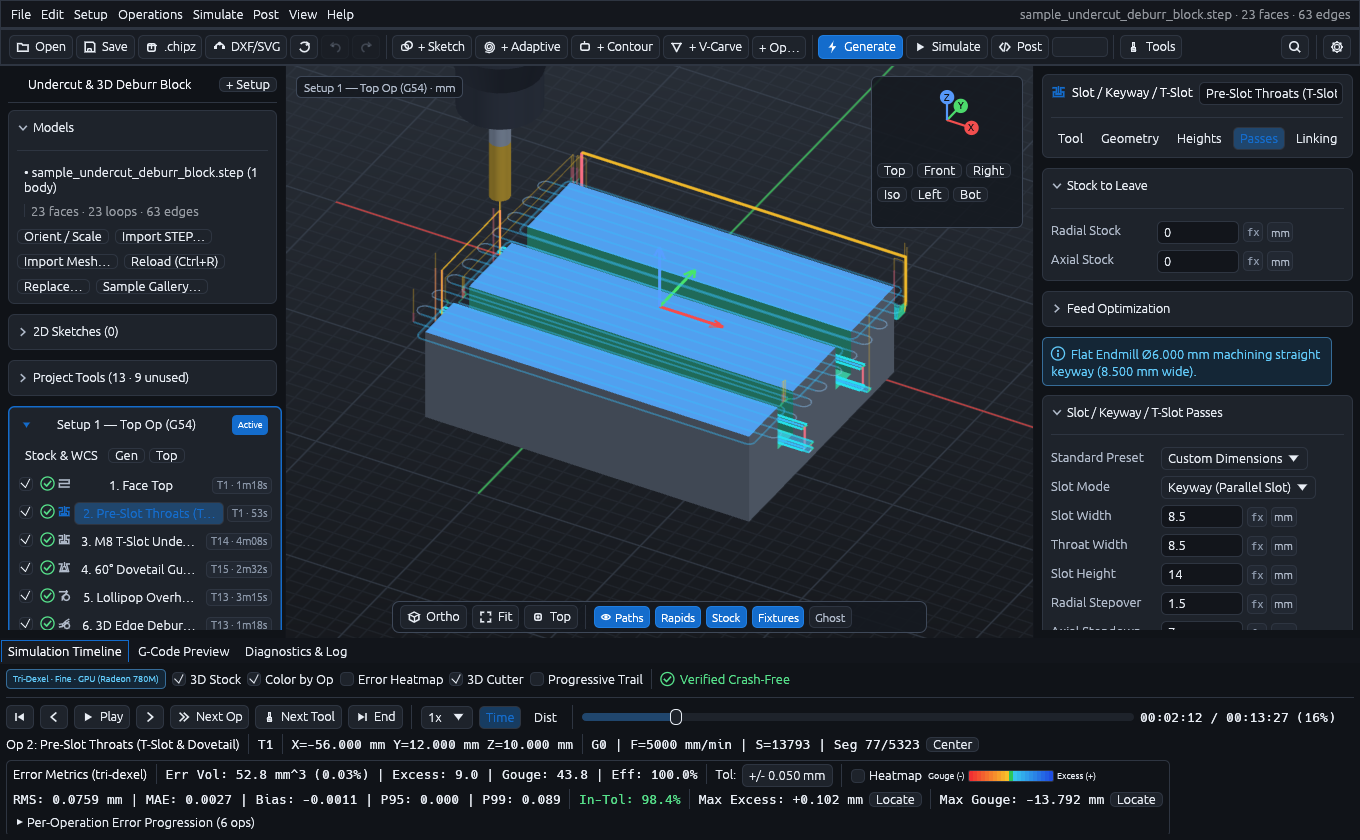 File Edit Setup Operations Simulate Post View Help
sample_undercut_deburr_block.step · 23 faces · 63 edges
Open Save .chipz DXF/SVG + Sketch + Adaptive + Contour + V-Carve + Op... Generate Simulate Post Tools
Undercut & 3D Deburr Block + Setup
Models
• sample_undercut_deburr_block.step (1
body)
23 faces · 23 loops · 63 edges
Orient / Scale Import STEP...
Import Mesh... Reload (Ctrl+R)
Replace... Sample Gallery...
2D Sketches (0)
Project Tools (13 · 9 unused)
Setup 1 — Top Op (G54) Active
Stock & WCS Gen Top
1. Face Top T1 · 1m18s
2. Pre-Slot Throats (T... T1 · 53s
3. M8 T-Slot Unde... T14 · 4m08s
4. 60° Dovetail Gu... T15 · 2m32s
5. Lollipop Overh... T13 · 3m15s
6. 3D Edge Debur... T13 · 1m18s
Setup 1 — Top Op (G54) · mm
Z
Y
X
Top Front Right
Iso Left Bot
Ortho Fit Top Paths Rapids Stock Fixtures Ghost
Slot / Keyway / T-Slot Pre-Slot Throats (T-Slot
Tool Geometry Heights Passes Linking
Stock to Leave
Radial Stock 0 fx mm
Axial Stock 0 fx mm
Feed Optimization
Flat Endmill Ø6.000 mm machining straight
keyway (8.500 mm wide).
Slot / Keyway / T-Slot Passes
Standard Preset Custom Dimensions
Slot Mode Keyway (Parallel Slot)
Slot Width 8.5 fx mm
Throat Width 8.5 fx mm
Slot Height 14 fx mm
Radial Stepover 1.5 fx mm
Simulation Timeline G-Code Preview Diagnostics & Log
Tri-Dexel · Fine · GPU (Radeon 780M) 3D Stock Color by Op Error Heatmap 3D Cutter Progressive Trail Verified Crash-Free
Play Next Op Next Tool End 1x Time Dist 00:02:12 / 00:13:27 (16%)
Op 2: Pre-Slot Throats (T-Slot & Dovetail) T1 X=-56.000 mm Y=12.000 mm Z=10.000 mm G0 | F=5000 mm/min | S=13793 | Seg 77/5323 Center
Error Metrics (tri-dexel) Err Vol: 52.8 mm^3 (0.03%) | Excess: 9.0 | Gouge: 43.8 | Eff: 100.0% Tol: +/- 0.050 mm Heatmap Gouge (-) Excess (+)
RMS: 0.0759 mm | MAE: 0.0027 | Bias: -0.0011 | P95: 0.000 | P99: 0.089 In-Tol: 98.4% Max Excess: +0.102 mm Locate Max Gouge: -13.792 mm Locate
Per-Operation Error Progression (6 ops)